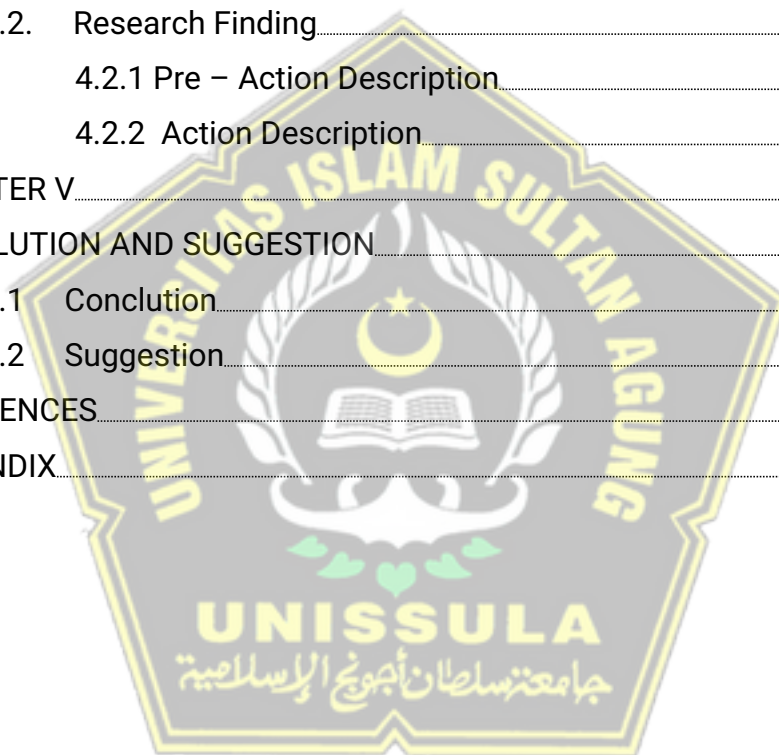 .2. Research Finding
4.2.1 Pre – Action Description
4.2.2 Action Description
TER V
LUTION AND SUGGESTION
.1 Conclution
.2 Suggestion
ENCES
NDIX
UNIVERSITAS ISLAM SULTAN AGUNG
UNISSULA
جامعة سلطان أجونج الإسلامية